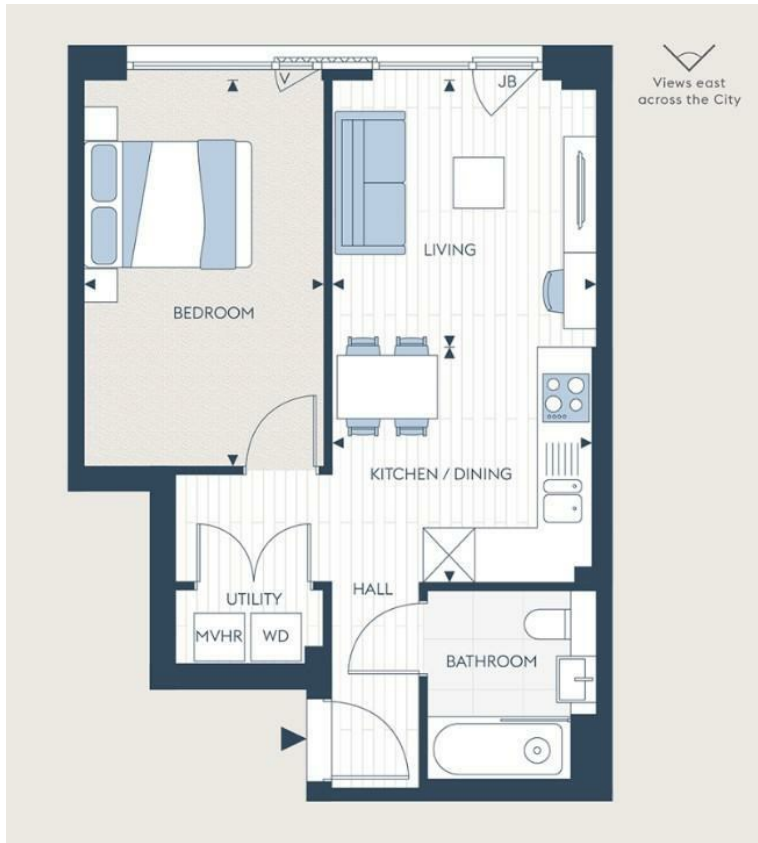 V
JB
Views east
across the City
LIVING
BEDROOM
KITCHEN / DINING
HALL
UTILITY
MVHR
WD
BATHROOM